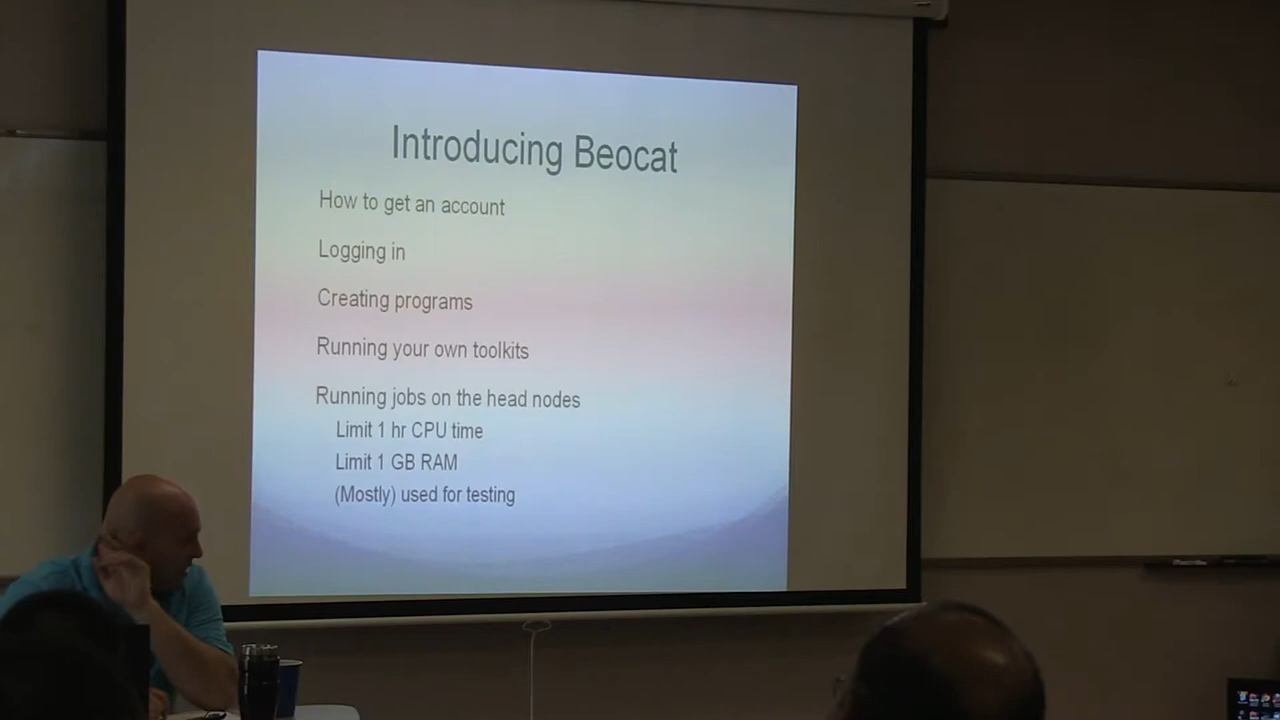 Introducing Beocat
How to get an account
Logging in
Creating programs
Running your own toolkits
Running jobs on the head nodes
Limit 1 hr CPU time
Limit 1 GB RAM
(Mostly) used for testing